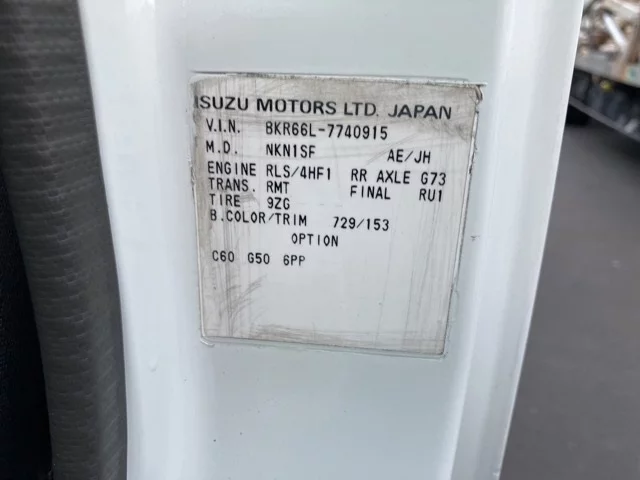 ISUZU MOTORS LTD. JAPAN
V.I.N. BKR66L-7740915
M.D. NKN1SF AE/JH
ENGINE RLS/4HF1 RR AXLE G73
TRANS. RMT FINAL RU1
TIRE 9ZG
B.COLOR/TRIM 729/153
OPTION
C60 G50 6PP